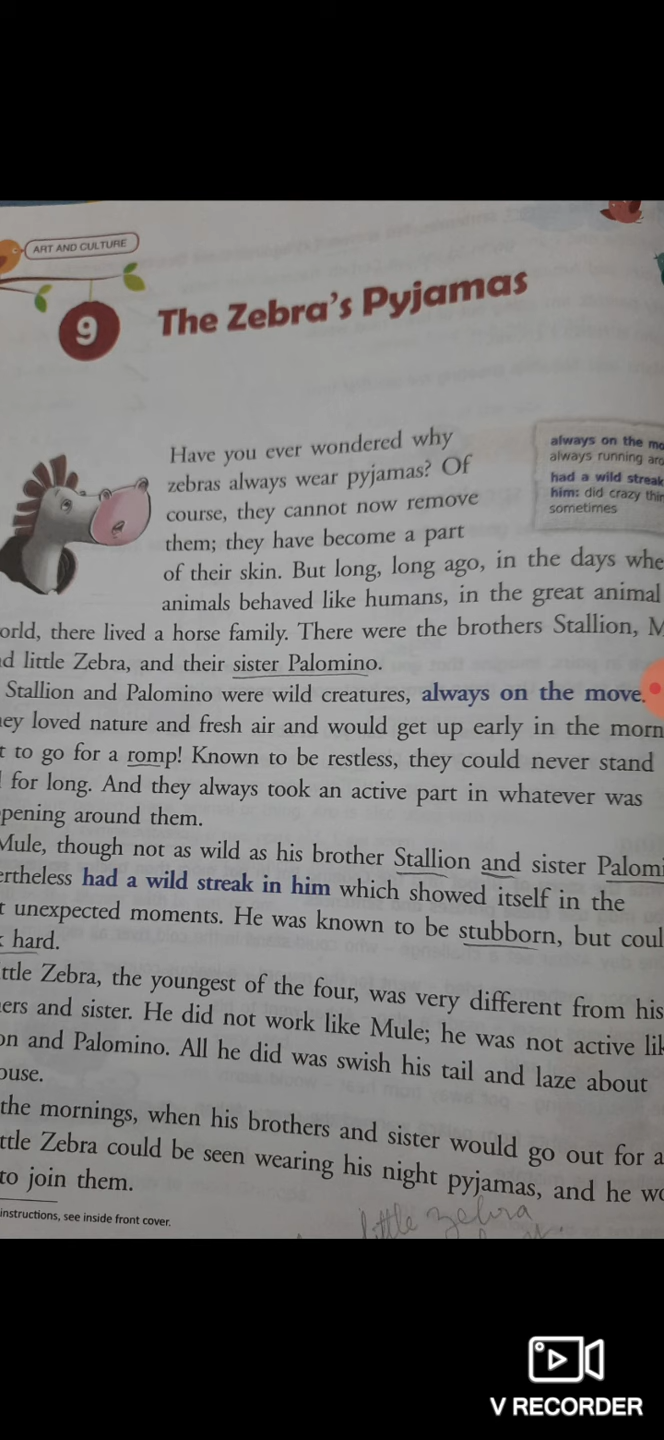 ART AND CULTURE
9
The Zebra's Pyjamas
Have you ever wondered why
zebras always wear pyjamas? Of
course, they cannot now remove
them; they have become a part
of their skin. But long, long ago, in the days whe
animals behaved like humans, in the great animal
orld, there lived a horse family. There were the brothers Stallion, M
d little Zebra, and their sister Palomino.
always on the mo
always running aro
had a wild streak
him: did crazy thin
sometimes
Stallion and Palomino were wild creatures, always on the move.
ey loved nature and fresh air and would get up early in the morn
t to go for a romp! Known to be restless, they could never stand
l for long. And they always took an active part in whatever was
pening around them.
Mule, though not as wild as his brother Stallion and sister Palomi
ertheless had a wild streak in him which showed itself in the
t unexpected moments. He was known to be stubborn, but coul
k hard.
ttle Zebra, the youngest of the four, was very different from his
ers and sister. He did not work like Mule; he was not active lik
on and Palomino. All he did was swish his tail and laze about
ouse.
the mornings, when his brothers and sister would go out for a
ttle Zebra could be seen wearing his night pyjamas, and he wo
to join them.
instructions, see inside front cover.
little zebra
V RECORDER